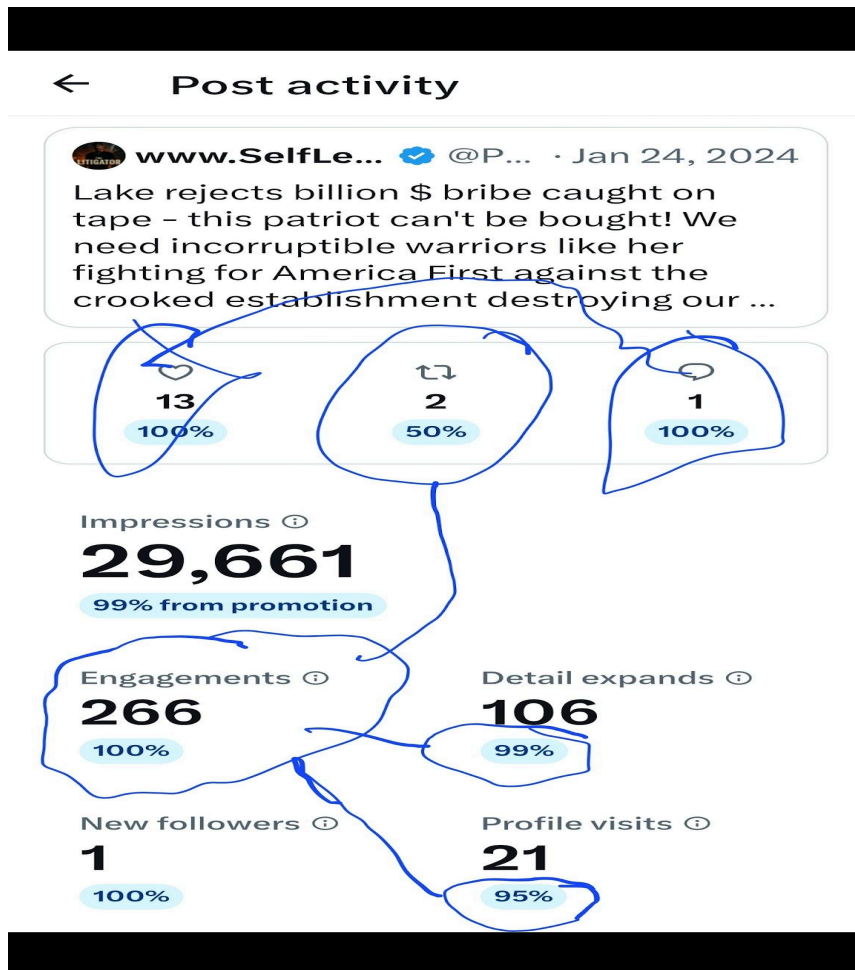 Post activity
LITIGATOR
www.SelfLe... @P... · Jan 24, 2024
Lake rejects billion $ bribe caught on
tape – this patriot can't be bought! We
need incorruptible warriors like her
fighting for America First against the
crooked establishment destroying our ...
13 2 1
100% 50% 100%
Impressions
29,661
99% from promotion
Engagements Detail expands
266 106
100% 99%
New followers Profile visits
1 21
100% 95%